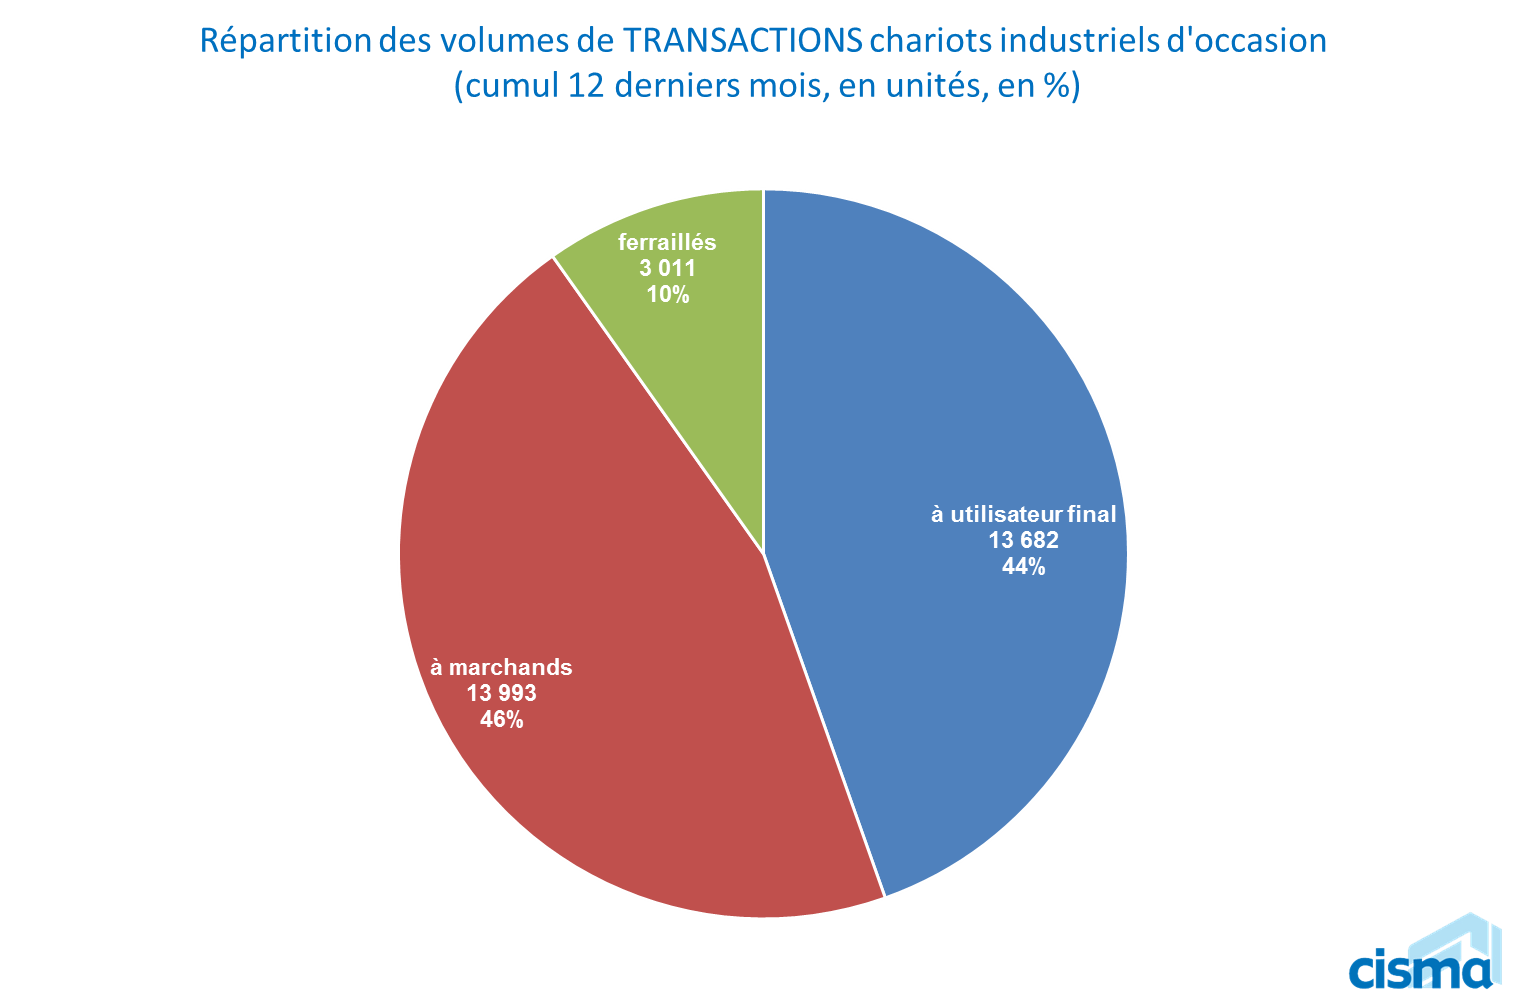 Répartition des volumes de TRANSACTIONS chariots industriels d'occasion
(cumul 12 derniers mois, en unités, en %)
ferraillés
3 011
10%
à utilisateur final
13 682
44%
à marchands
13 993
46%
cisma